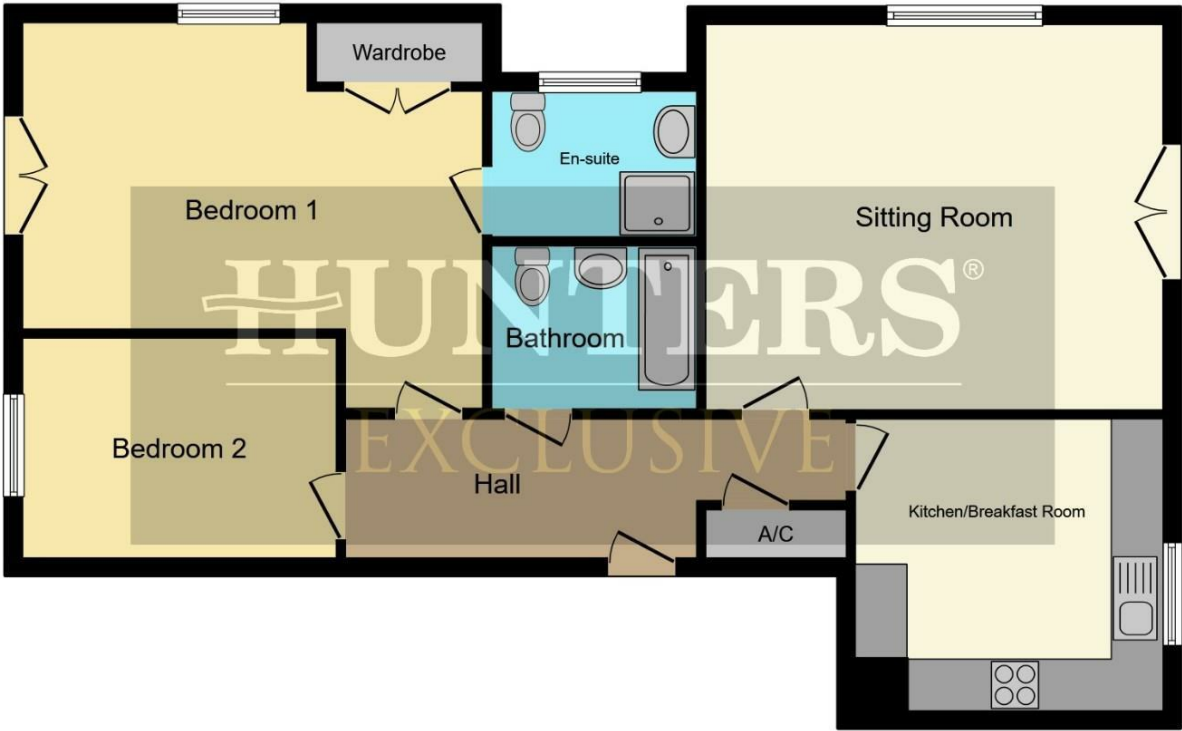 Wardrobe
En-suite
Bedroom 1
Sitting Room
HUNTERS®
Bathroom
EXCLUSIVE
Bedroom 2
Hall
Kitchen/Breakfast Room
A/C